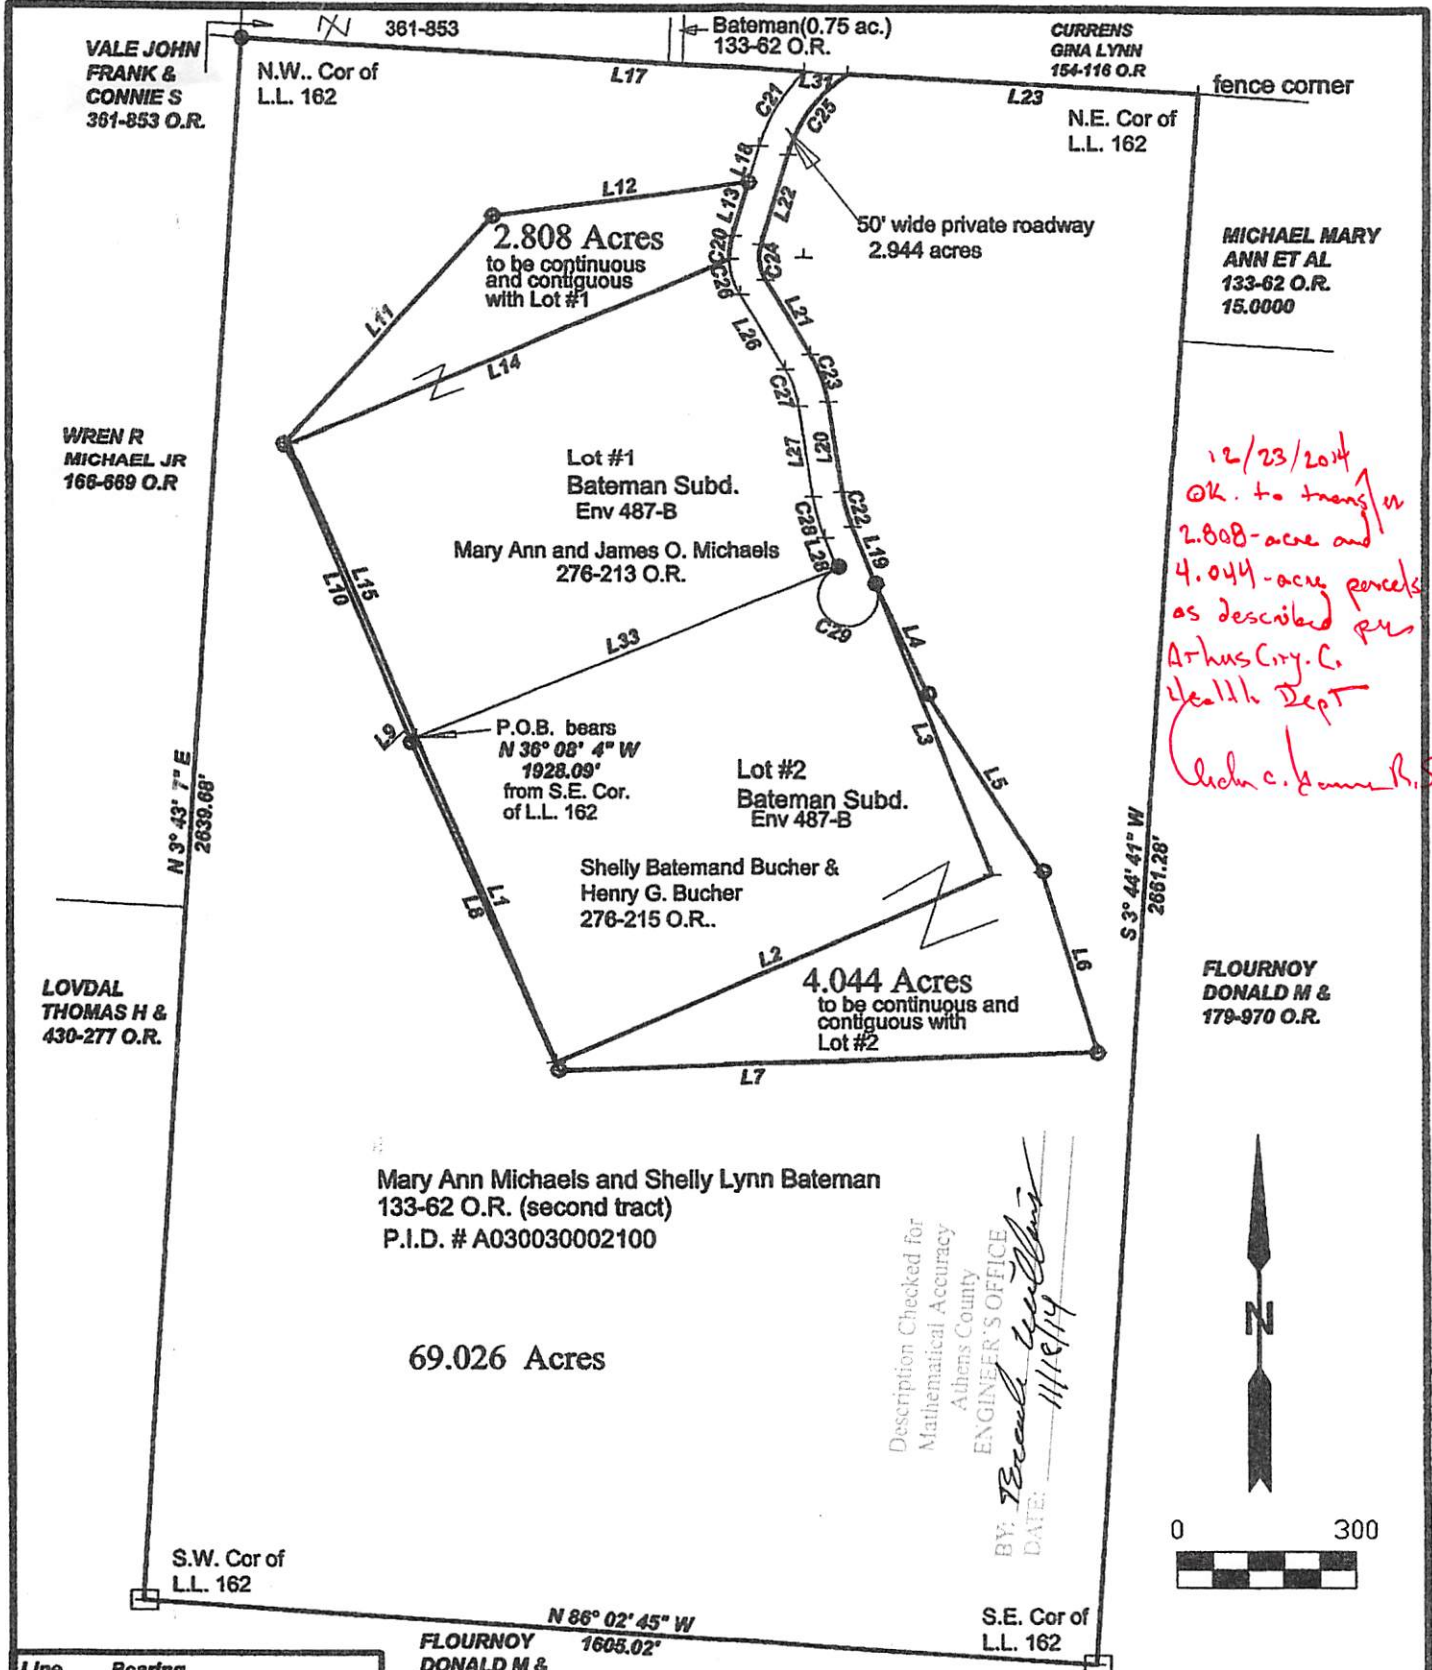 361-853
Bateman(0.75 ac.)
133-62 O.R.
CURRENS
GINA LYNN
154-116 O.R
VALE JOHN
FRANK &
CONNIE S
361-853 O.R.
N.W.. Cor of
L.L. 162
L17
L31
L23
fence corner
C21
C25
N.E. Cor of
L.L. 162
L18
L12
L13
L22
50' wide private roadway
2.944 acres
2.808 Acres
to be continuous
and contiguous
with Lot #1
C20
C24
C26
MICHAEL MARY
ANN ET AL
133-62 O.R.
15.0000
L11
L14
L26
L21
C23
C27
WREN R
MICHAEL JR
166-669 O.R
Lot #1
Bateman Subd.
Env 487-B
L27
L20
12/23/2014
OK. to transfer
2.808-acre and
4.044-acre parcels
as described per
Health Dept
Mary Ann and James O. Michaels
276-213 O.R.
C28
C22
L28
L19
L15
L10
L33
C29
L4
L9
P.O.B. bears
N 36° 08' 4" W
1928.09'
from S.E. Cor.
of L.L. 162
L3
L5
Lot #2
Bateman Subd.
Env 487-B
N 3° 43' 7" E
2639.68'
S 3° 44' 41" W
2661.28'
Shelly Batemand Bucher &
Henry G. Bucher
276-215 O.R..
L1
L8
L2
L6
4.044 Acres
to be continuous and
contiguous with
Lot #2
LOVDAL
THOMAS H &
430-277 O.R.
FLOURNOY
DONALD M &
179-970 O.R.
L7
Mary Ann Michaels and Shelly Lynn Bateman
133-62 O.R. (second tract)
P.I.D. # A030030002100
69.026 Acres
Description Checked for
Mathematical Accuracy
Athens County
ENGINEER'S OFFICE
BY:
DATE: 11/18/14
N
0 300
S.W. Cor of
L.L. 162
N 86° 02' 45" W
1605.02'
S.E. Cor of
L.L. 162
FLOURNOY
DONALD M &
Line Bearing